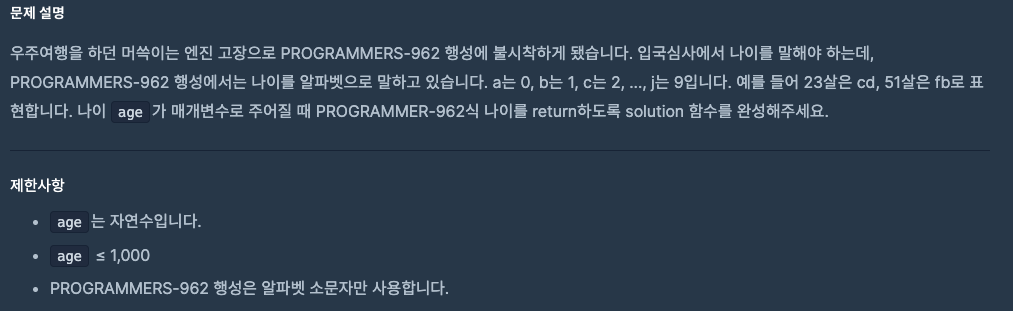 문제 설명
우주여행을 하던 머쓱이는 엔진 고장으로 PROGRAMMERS-962 행성에 불시착하게 됐습니다. 입국심사에서 나이를 말해야 하는데,
PROGRAMMERS-962 행성에서는 나이를 알파벳으로 말하고 있습니다. a는 0, b는 1, c는 2, ..., j는 9입니다. 예를 들어 23살은 cd, 51살은 fb로 표
현합니다. 나이 age 가 매개변수로 주어질 때 PROGRAMMER-962식 나이를 return하도록 solution 함수를 완성해주세요.
제한사항
• age 는 자연수입니다.
• age ≤ 1,000
• PROGRAMMERS-962 행성은 알파벳 소문자만 사용합니다.